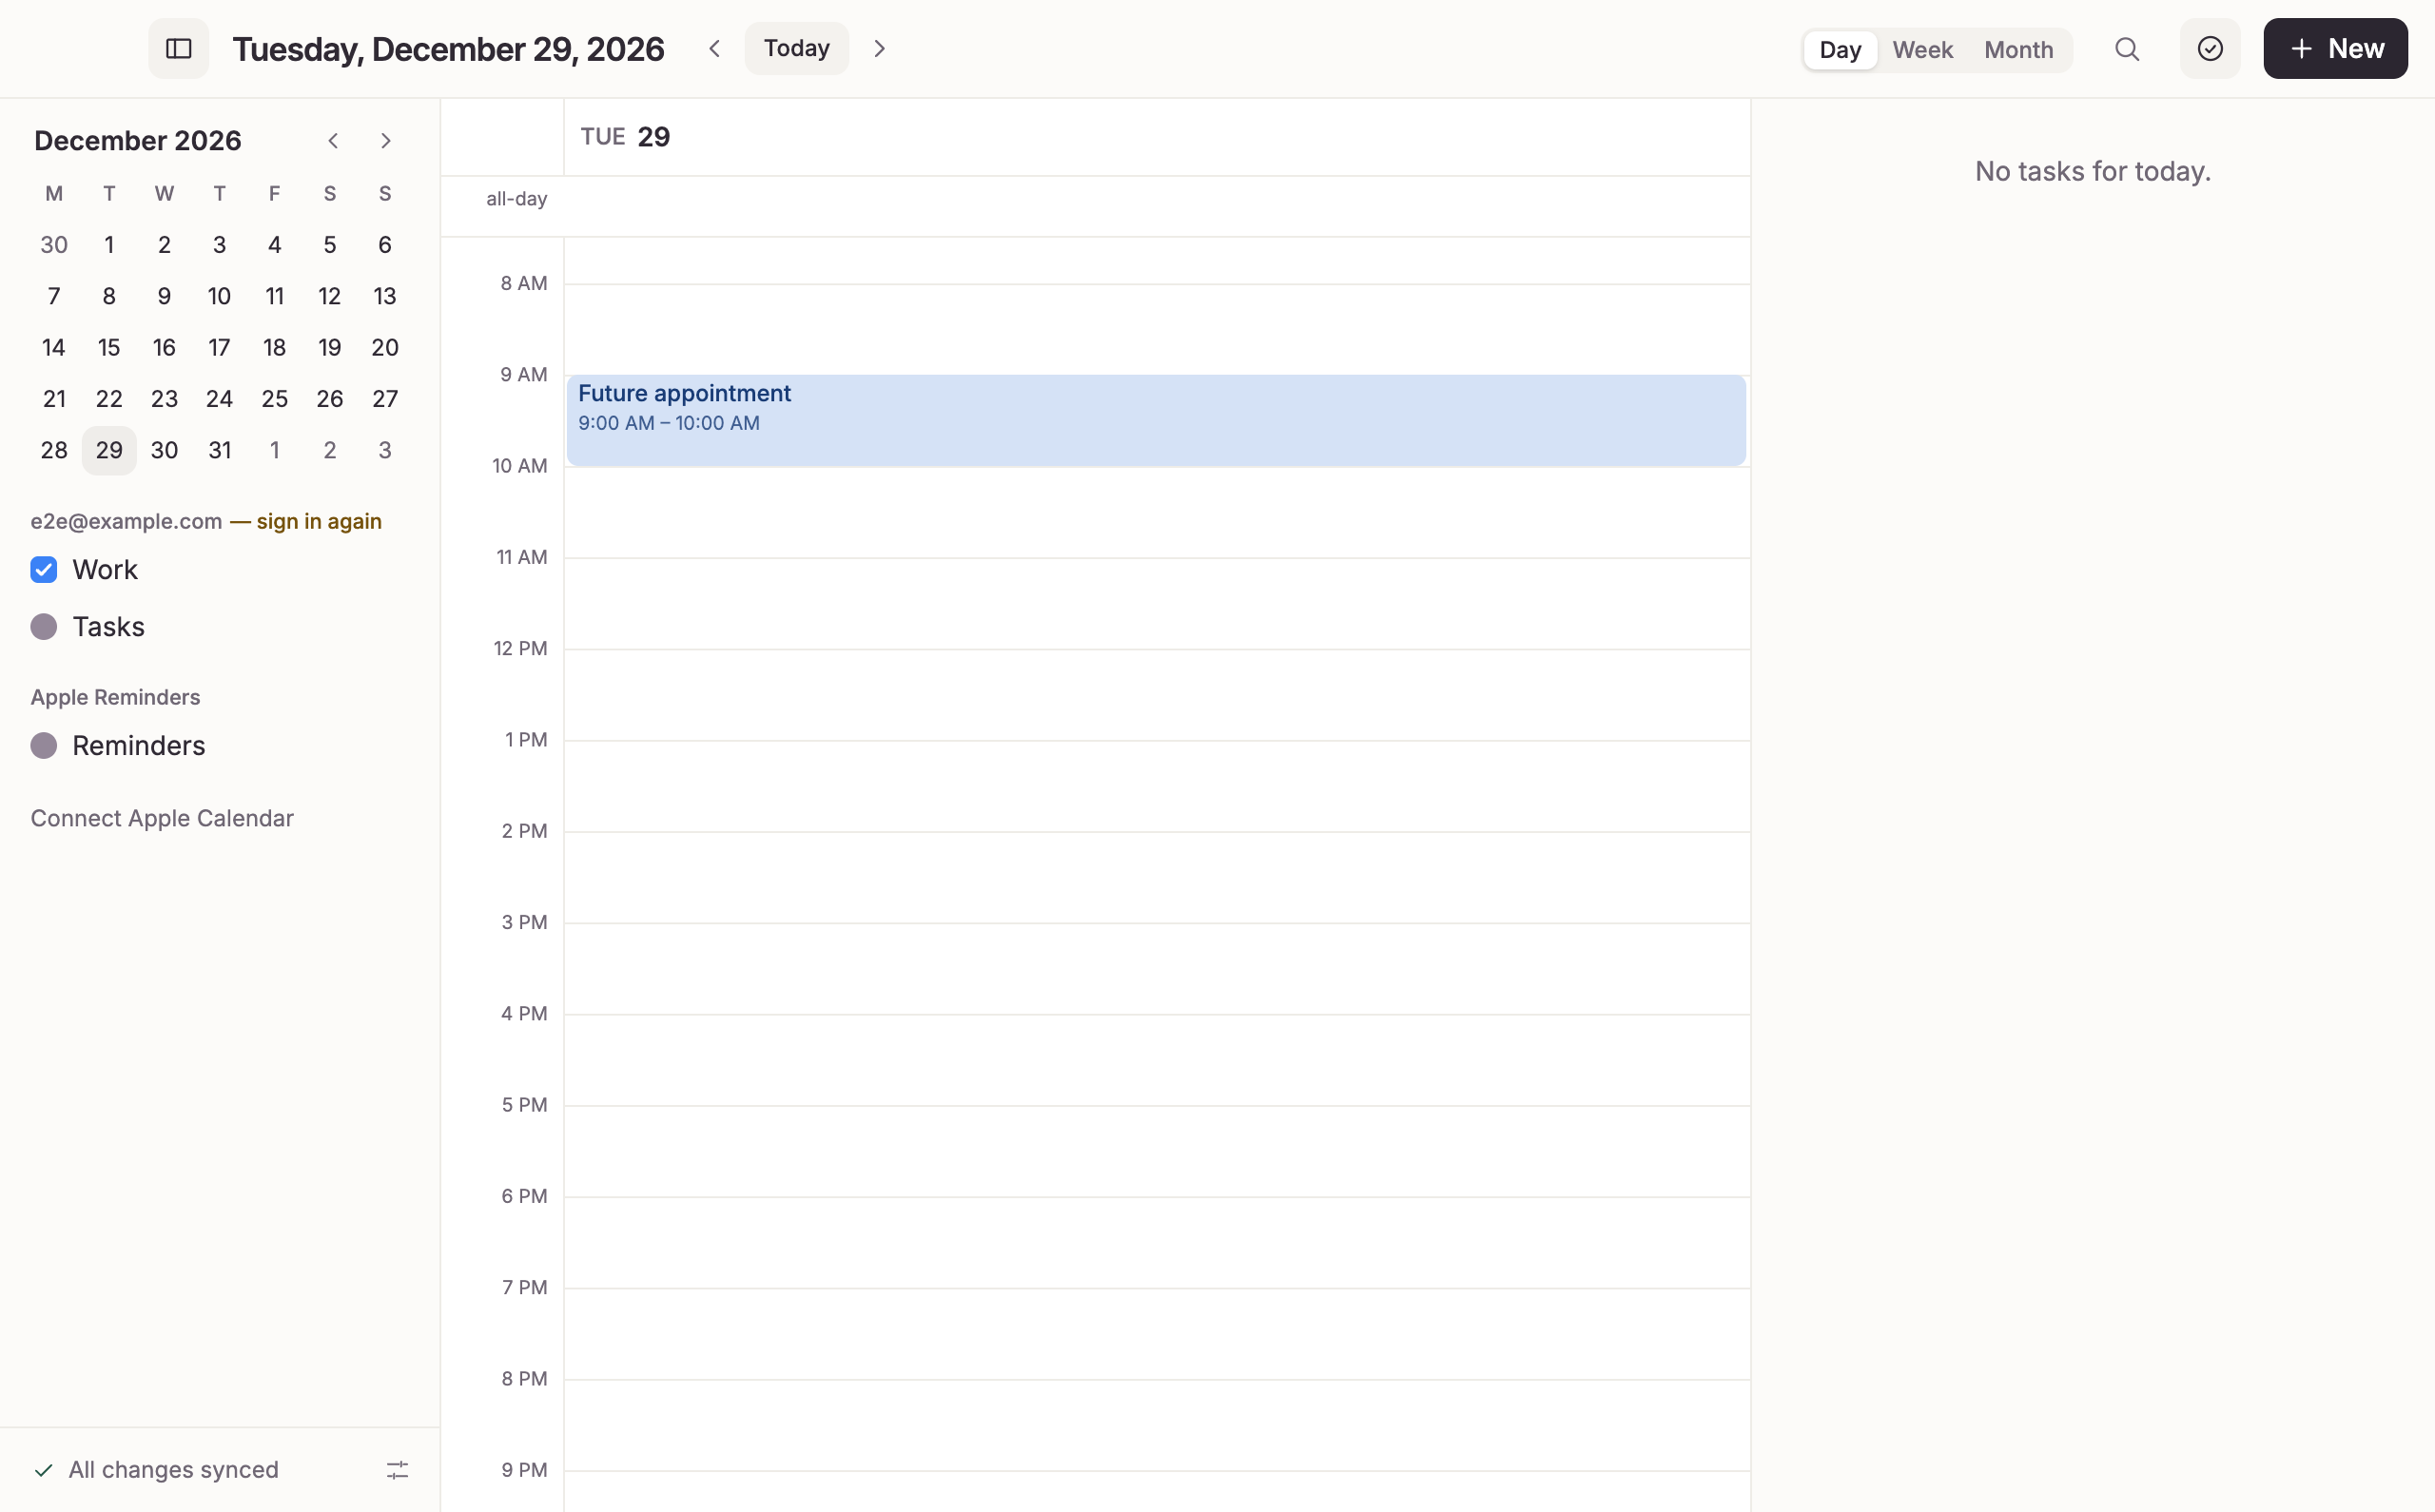 Tuesday, December 29, 2026
Today
Day Week Month
New
December 2026
M T W T F S S
30 1 2 3 4 5 6
7 8 9 10 11 12 13
14 15 16 17 18 19 20
21 22 23 24 25 26 27
28 29 30 31 1 2 3
e2e@example.com — sign in again
Work
Tasks
Apple Reminders
Reminders
Connect Apple Calendar
All changes synced
TUE 29
all-day
8 AM
9 AM
Future appointment
9:00 AM – 10:00 AM
10 AM
11 AM
12 PM
1 PM
2 PM
3 PM
4 PM
5 PM
6 PM
7 PM
8 PM
9 PM
No tasks for today.